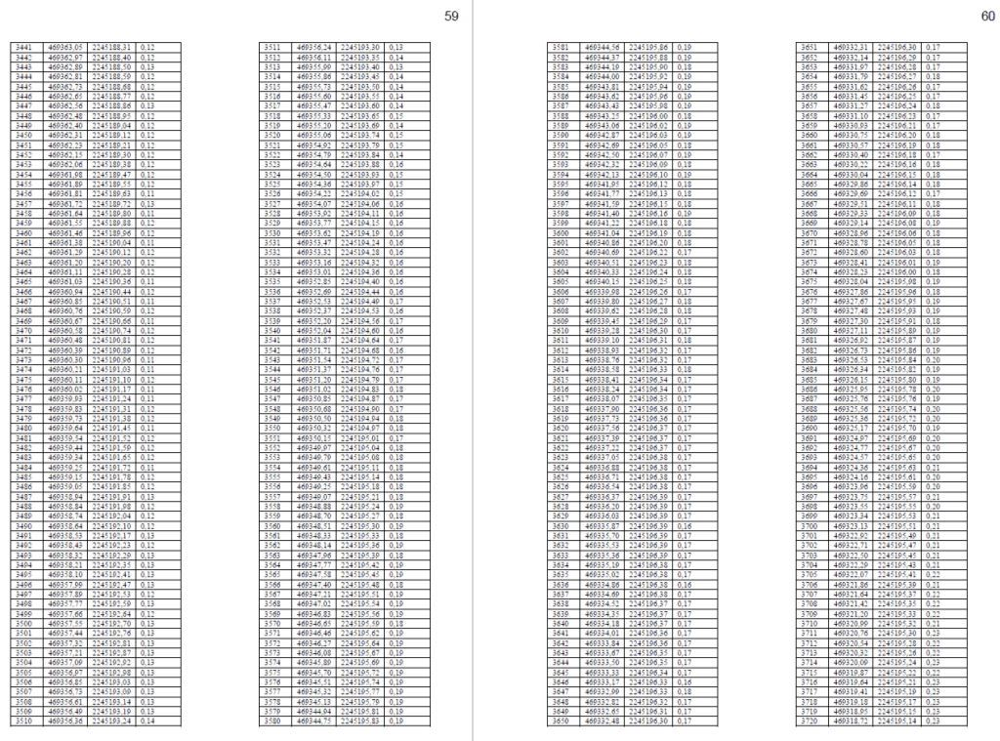 59
3441 469363,05 2245188,31 0,12
3442 469362,97 2245188,40 0,12
3443 469362,89 2245188,50 0,13
3444 469362,81 2245188,59 0,12
3445 469362,73 2245188,68 0,12
3446 469362,65 2245188,77 0,12
3447 469362,56 2245188,86 0,13
3448 469362,48 2245188,95 0,12
3449 469362,40 2245189,04 0,12
3450 469362,31 2245189,12 0,12
3451 469362,23 2245189,21 0,12
3452 469362,15 2245189,30 0,12
3453 469362,06 2245189,38 0,12
3454 469361,98 2245189,47 0,12
3455 469361,89 2245189,55 0,12
3456 469361,81 2245189,63 0,11
3457 469361,72 2245189,72 0,13
3458 469361,64 2245189,80 0,11
3459 469361,55 2245189,88 0,12
3460 469361,46 2245189,96 0,12
3461 469361,38 2245190,04 0,11
3462 469361,29 2245190,12 0,12
3463 469361,20 2245190,20 0,12
3464 469361,11 2245190,28 0,12
3465 469361,03 2245190,36 0,11
3466 469360,94 2245190,44 0,12
3467 469360,85 2245190,51 0,11
3468 469360,76 2245190,59 0,12
3469 469360,67 2245190,66 0,11
3470 469360,58 2245190,74 0,12
3471 469360,48 2245190,81 0,12
3472 469360,39 2245190,89 0,12
3473 469360,30 2245190,96 0,11
3474 469360,21 2245191,03 0,11
3475 469360,11 2245191,10 0,12
3476 469360,02 2245191,17 0,11
3477 469359,93 2245191,24 0,11
3478 469359,83 2245191,31 0,12
3479 469359,73 2245191,38 0,12
3480 469359,64 2245191,45 0,11
3481 469359,54 2245191,52 0,12
3482 469359,44 2245191,59 0,12
3483 469359,34 2245191,65 0,12
3484 469359,25 2245191,72 0,11
3485 469359,15 2245191,78 0,12
3486 469359,05 2245191,85 0,12
3487 469358,94 2245191,91 0,13
3488 469358,84 2245191,98 0,12
3489 469358,74 2245192,04 0,12
3490 469358,64 2245192,10 0,12
3491 469358,53 2245192,17 0,13
3492 469358,43 2245192,23 0,12
3493 469358,32 2245192,29 0,13
3494 469358,21 2245192,35 0,13
3495 469358,10 2245192,41 0,13
3496 469357,99 2245192,47 0,13
3497 469357,89 2245192,53 0,12
3498 469357,77 2245192,59 0,13
3499 469357,66 2245192,64 0,12
3500 469357,55 2245192,70 0,13
3501 469357,44 2245192,76 0,13
3502 469357,32 2245192,81 0,13
3503 469357,21 2245192,87 0,13
3504 469357,09 2245192,92 0,13
3505 469356,97 2245192,98 0,13
3506 469356,85 2245193,03 0,13
3507 469356,73 2245193,09 0,13
3508 469356,61 2245193,14 0,13
3509 469356,49 2245193,19 0,13
3510 469356,36 2245193,24 0,14
3511 469356,24 2245193,30 0,13
3512 469356,11 2245193,35 0,14
3513 469355,99 2245193,40 0,13
3514 469355,86 2245193,45 0,14
3515 469355,73 2245193,50 0,14
3516 469355,60 2245193,55 0,14
3517 469355,47 2245193,60 0,14
3518 469355,33 2245193,65 0,15
3519 469355,20 2245193,69 0,14
3520 469355,06 2245193,74 0,15
3521 469354,92 2245193,79 0,15
3522 469354,79 2245193,84 0,14
3523 469354,64 2245193,88 0,16
3524 469354,50 2245193,93 0,15
3525 469354,36 2245193,97 0,15
3526 469354,22 2245194,02 0,15
3527 469354,07 2245194,06 0,16
3528 469353,92 2245194,11 0,16
3529 469353,77 2245194,15 0,16
3530 469353,62 2245194,19 0,16
3531 469353,47 2245194,24 0,16
3532 469353,32 2245194,28 0,16
3533 469353,16 2245194,32 0,16
3534 469353,01 2245194,36 0,16
3535 469352,85 2245194,40 0,16
3536 469352,69 2245194,44 0,16
3537 469352,53 2245194,49 0,17
3538 469352,37 2245194,53 0,16
3539 469352,20 2245194,56 0,17
3540 469352,04 2245194,60 0,16
3541 469351,87 2245194,64 0,17
3542 469351,71 2245194,68 0,16
3543 469351,54 2245194,72 0,17
3544 469351,37 2245194,76 0,17
3545 469351,20 2245194,79 0,17
3546 469351,02 2245194,83 0,18
3547 469350,85 2245194,87 0,17
3548 469350,68 2245194,90 0,17
3549 469350,50 2245194,94 0,18
3550 469350,32 2245194,97 0,18
3551 469350,15 2245195,01 0,17
3552 469349,97 2245195,04 0,18
3553 469349,79 2245195,08 0,18
3554 469349,61 2245195,11 0,18
3555 469349,43 2245195,14 0,18
3556 469349,25 2245195,18 0,18
3557 469349,07 2245195,21 0,18
3558 469348,88 2245195,24 0,19
3559 469348,70 2245195,27 0,18
3560 469348,51 2245195,30 0,19
3561 469348,33 2245195,33 0,18
3562 469348,14 2245195,36 0,19
3563 469347,96 2245195,39 0,18
3564 469347,77 2245195,42 0,19
3565 469347,58 2245195,45 0,19
3566 469347,40 2245195,48 0,18
3567 469347,21 2245195,51 0,19
3568 469347,02 2245195,54 0,19
3569 469346,83 2245195,56 0,19
3570 469346,65 2245195,59 0,18
3571 469346,46 2245195,62 0,19
3572 469346,27 2245195,64 0,19
3573 469346,08 2245195,67 0,19
3574 469345,89 2245195,69 0,19
3575 469345,70 2245195,72 0,19
3576 469345,51 2245195,74 0,19
3577 469345,32 2245195,77 0,19
3578 469345,13 2245195,79 0,19
3579 469344,94 2245195,81 0,19
3580 469344,75 2245195,83 0,19
60
3581 469344,56 2245195,86 0,19
3582 469344,37 2245195,88 0,19
3583 469344,19 2245195,90 0,18
3584 469344,00 2245195,92 0,19
3585 469343,81 2245195,94 0,19
3586 469343,62 2245195,96 0,19
3587 469343,43 2245195,98 0,19
3588 469343,25 2245196,00 0,18
3589 469343,06 2245196,02 0,19
3590 469342,87 2245196,03 0,19
3591 469342,69 2245196,05 0,18
3592 469342,50 2245196,07 0,19
3593 469342,32 2245196,09 0,18
3594 469342,13 2245196,10 0,19
3595 469341,95 2245196,12 0,18
3596 469341,77 2245196,13 0,18
3597 469341,59 2245196,15 0,18
3598 469341,40 2245196,16 0,19
3599 469341,22 2245196,18 0,18
3600 469341,04 2245196,19 0,18
3601 469340,86 2245196,20 0,18
3602 469340,69 2245196,22 0,17
3603 469340,51 2245196,23 0,18
3604 469340,33 2245196,24 0,18
3605 469340,15 2245196,25 0,18
3606 469339,98 2245196,26 0,17
3607 469339,80 2245196,27 0,18
3608 469339,62 2245196,28 0,18
3609 469339,45 2245196,29 0,17
3610 469339,28 2245196,30 0,17
3611 469339,10 2245196,31 0,18
3612 469338,93 2245196,32 0,17
3613 469338,76 2245196,32 0,17
3614 469338,58 2245196,33 0,18
3615 469338,41 2245196,34 0,17
3616 469338,24 2245196,34 0,17
3617 469338,07 2245196,35 0,17
3618 469337,90 2245196,36 0,17
3619 469337,73 2245196,36 0,17
3620 469337,56 2245196,37 0,17
3621 469337,39 2245196,37 0,17
3622 469337,22 2245196,37 0,17
3623 469337,05 2245196,38 0,17
3624 469336,88 2245196,38 0,17
3625 469336,71 2245196,38 0,17
3626 469336,54 2245196,38 0,17
3627 469336,37 2245196,39 0,17
3628 469336,20 2245196,39 0,17
3629 469336,03 2245196,39 0,17
3630 469335,87 2245196,39 0,16
3631 469335,70 2245196,39 0,17
3632 469335,53 2245196,39 0,17
3633 469335,36 2245196,39 0,17
3634 469335,19 2245196,38 0,17
3635 469335,02 2245196,38 0,17
3636 469334,86 2245196,38 0,16
3637 469334,69 2245196,38 0,17
3638 469334,52 2245196,37 0,17
3639 469334,35 2245196,37 0,17
3640 469334,18 2245196,37 0,17
3641 469334,01 2245196,36 0,17
3642 469333,84 2245196,36 0,17
3643 469333,67 2245196,35 0,17
3644 469333,50 2245196,35 0,17
3645 469333,33 2245196,34 0,17
3646 469333,17 2245196,33 0,16
3647 469332,99 2245196,33 0,18
3648 469332,82 2245196,32 0,17
3649 469332,65 2245196,31 0,17
3650 469332,48 2245196,30 0,17
3651 469332,31 2245196,30 0,17
3652 469332,14 2245196,29 0,17
3653 469331,97 2245196,28 0,17
3654 469331,79 2245196,27 0,18
3655 469331,62 2245196,26 0,17
3656 469331,45 2245196,25 0,17
3657 469331,27 2245196,24 0,18
3658 469331,10 2245196,23 0,17
3659 469330,93 2245196,21 0,17
3660 469330,75 2245196,20 0,18
3661 469330,57 2245196,19 0,18
3662 469330,40 2245196,18 0,17
3663 469330,22 2245196,16 0,18
3664 469330,04 2245196,15 0,18
3665 469329,86 2245196,14 0,18
3666 469329,69 2245196,12 0,17
3667 469329,51 2245196,11 0,18
3668 469329,33 2245196,09 0,18
3669 469329,14 2245196,08 0,19
3670 469328,96 2245196,06 0,18
3671 469328,78 2245196,05 0,18
3672 469328,60 2245196,03 0,18
3673 469328,41 2245196,01 0,19
3674 469328,23 2245196,00 0,18
3675 469328,04 2245195,98 0,19
3676 469327,86 2245195,96 0,18
3677 469327,67 2245195,95 0,19
3678 469327,48 2245195,93 0,19
3679 469327,30 2245195,91 0,18
3680 469327,11 2245195,89 0,19
3681 469326,92 2245195,87 0,19
3682 469326,73 2245195,86 0,19
3683 469326,53 2245195,84 0,20
3684 469326,34 2245195,82 0,19
3685 469326,15 2245195,80 0,19
3686 469325,95 2245195,78 0,20
3687 469325,76 2245195,76 0,19
3688 469325,56 2245195,74 0,20
3689 469325,36 2245195,72 0,20
3690 469325,17 2245195,70 0,19
3691 469324,97 2245195,69 0,20
3692 469324,77 2245195,67 0,20
3693 469324,57 2245195,65 0,20
3694 469324,36 2245195,63 0,21
3695 469324,16 2245195,61 0,20
3696 469323,96 2245195,59 0,20
3697 469323,75 2245195,57 0,21
3698 469323,55 2245195,55 0,20
3699 469323,34 2245195,53 0,21
3700 469323,13 2245195,51 0,21
3701 469322,92 2245195,49 0,21
3702 469322,71 2245195,47 0,21
3703 469322,50 2245195,45 0,21
3704 469322,29 2245195,43 0,21
3705 469322,07 2245195,41 0,22
3706 469321,86 2245195,39 0,21
3707 469321,64 2245195,37 0,22
3708 469321,42 2245195,35 0,22
3709 469321,20 2245195,33 0,22
3710 469320,99 2245195,32 0,21
3711 469320,76 2245195,30 0,23
3712 469320,54 2245195,28 0,22
3713 469320,32 2245195,26 0,22
3714 469320,09 2245195,24 0,23
3715 469319,87 2245195,22 0,22
3716 469319,64 2245195,21 0,23
3717 469319,41 2245195,19 0,23
3718 469319,18 2245195,17 0,23
3719 469318,95 2245195,15 0,23
3720 469318,72 2245195,14 0,23